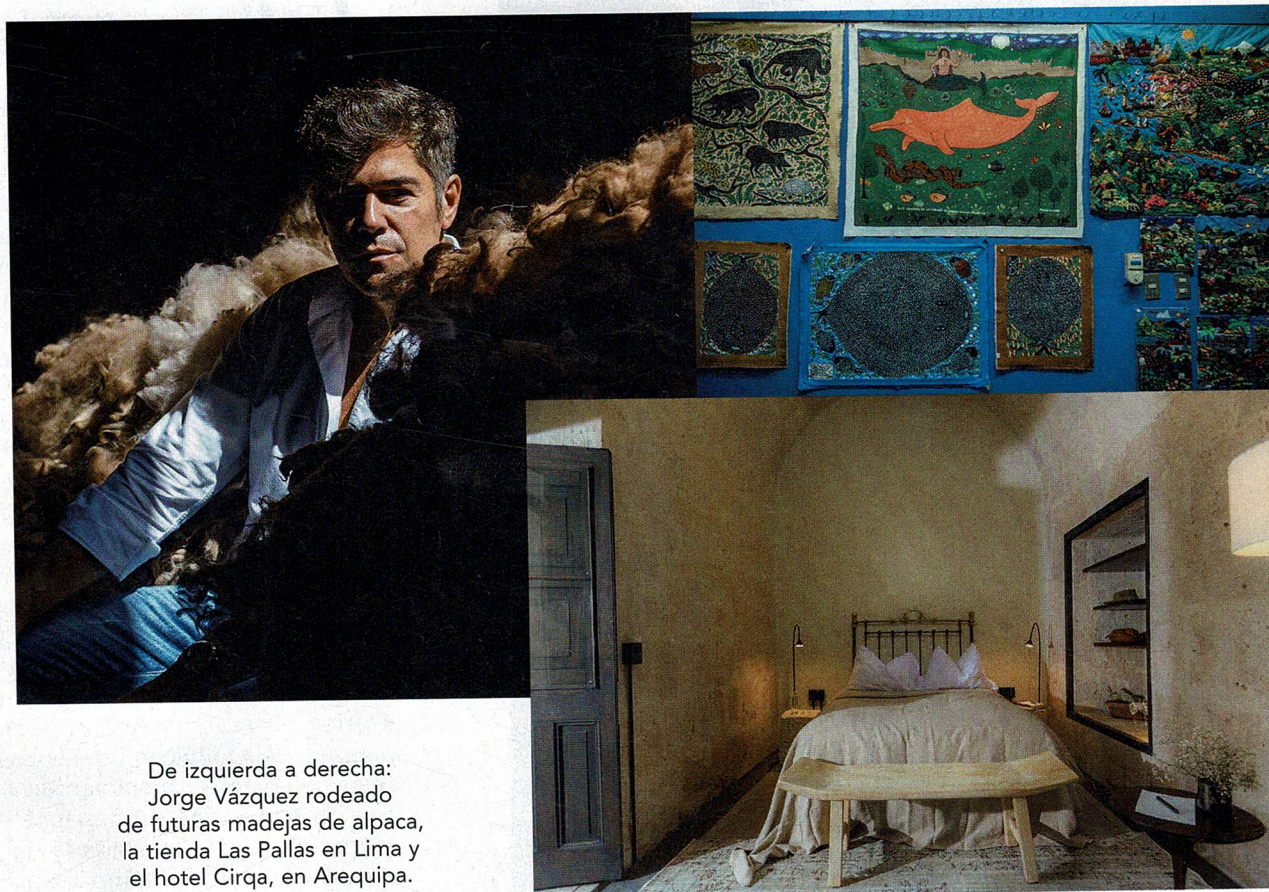 De izquierda a derecha:
Jorge Vázquez rodeado
de futuras madejas de alpaca,
la tienda Las Pallas en Lima y
el hotel Cirqa, en Arequipa.